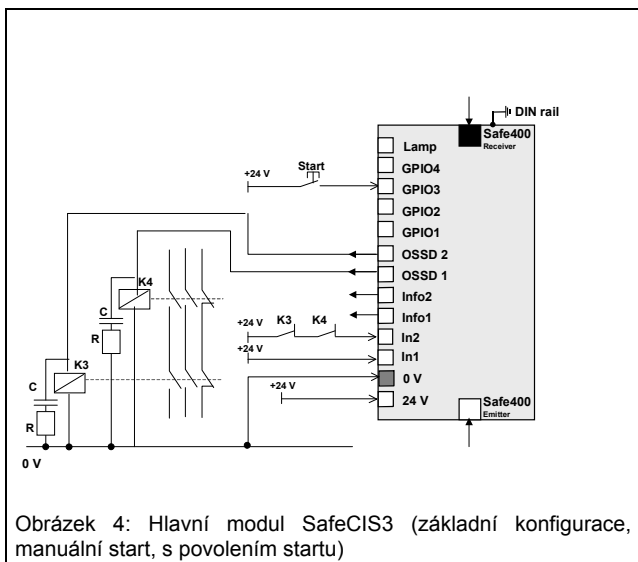 DIN rail
Safe400
Receiver
Lamp
GPIO4
Start
+24 V
GPIO3
GPIO2
GPIO1
OSSD 2
OSSD 1
K4
C
R
Info2
Info1
+24 V K3 K4
In2
+24 V
In1
K3
C
R
0 V
+24 V
24 V
Safe400
Emitter
0 V
Obrázek 4: Hlavní modul SafeCIS3 (základní konfigurace,
manuální start, s povolením startu)